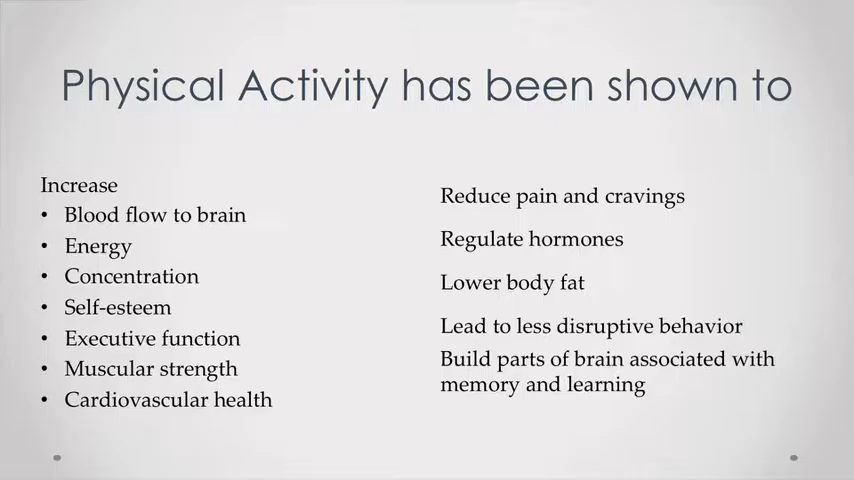 Physical Activity has been shown to
Increase
• Blood flow to brain
• Energy
• Concentration
• Self-esteem
• Executive function
• Muscular strength
• Cardiovascular health
Reduce pain and cravings
Regulate hormones
Lower body fat
Lead to less disruptive behavior
Build parts of brain associated with
memory and learning